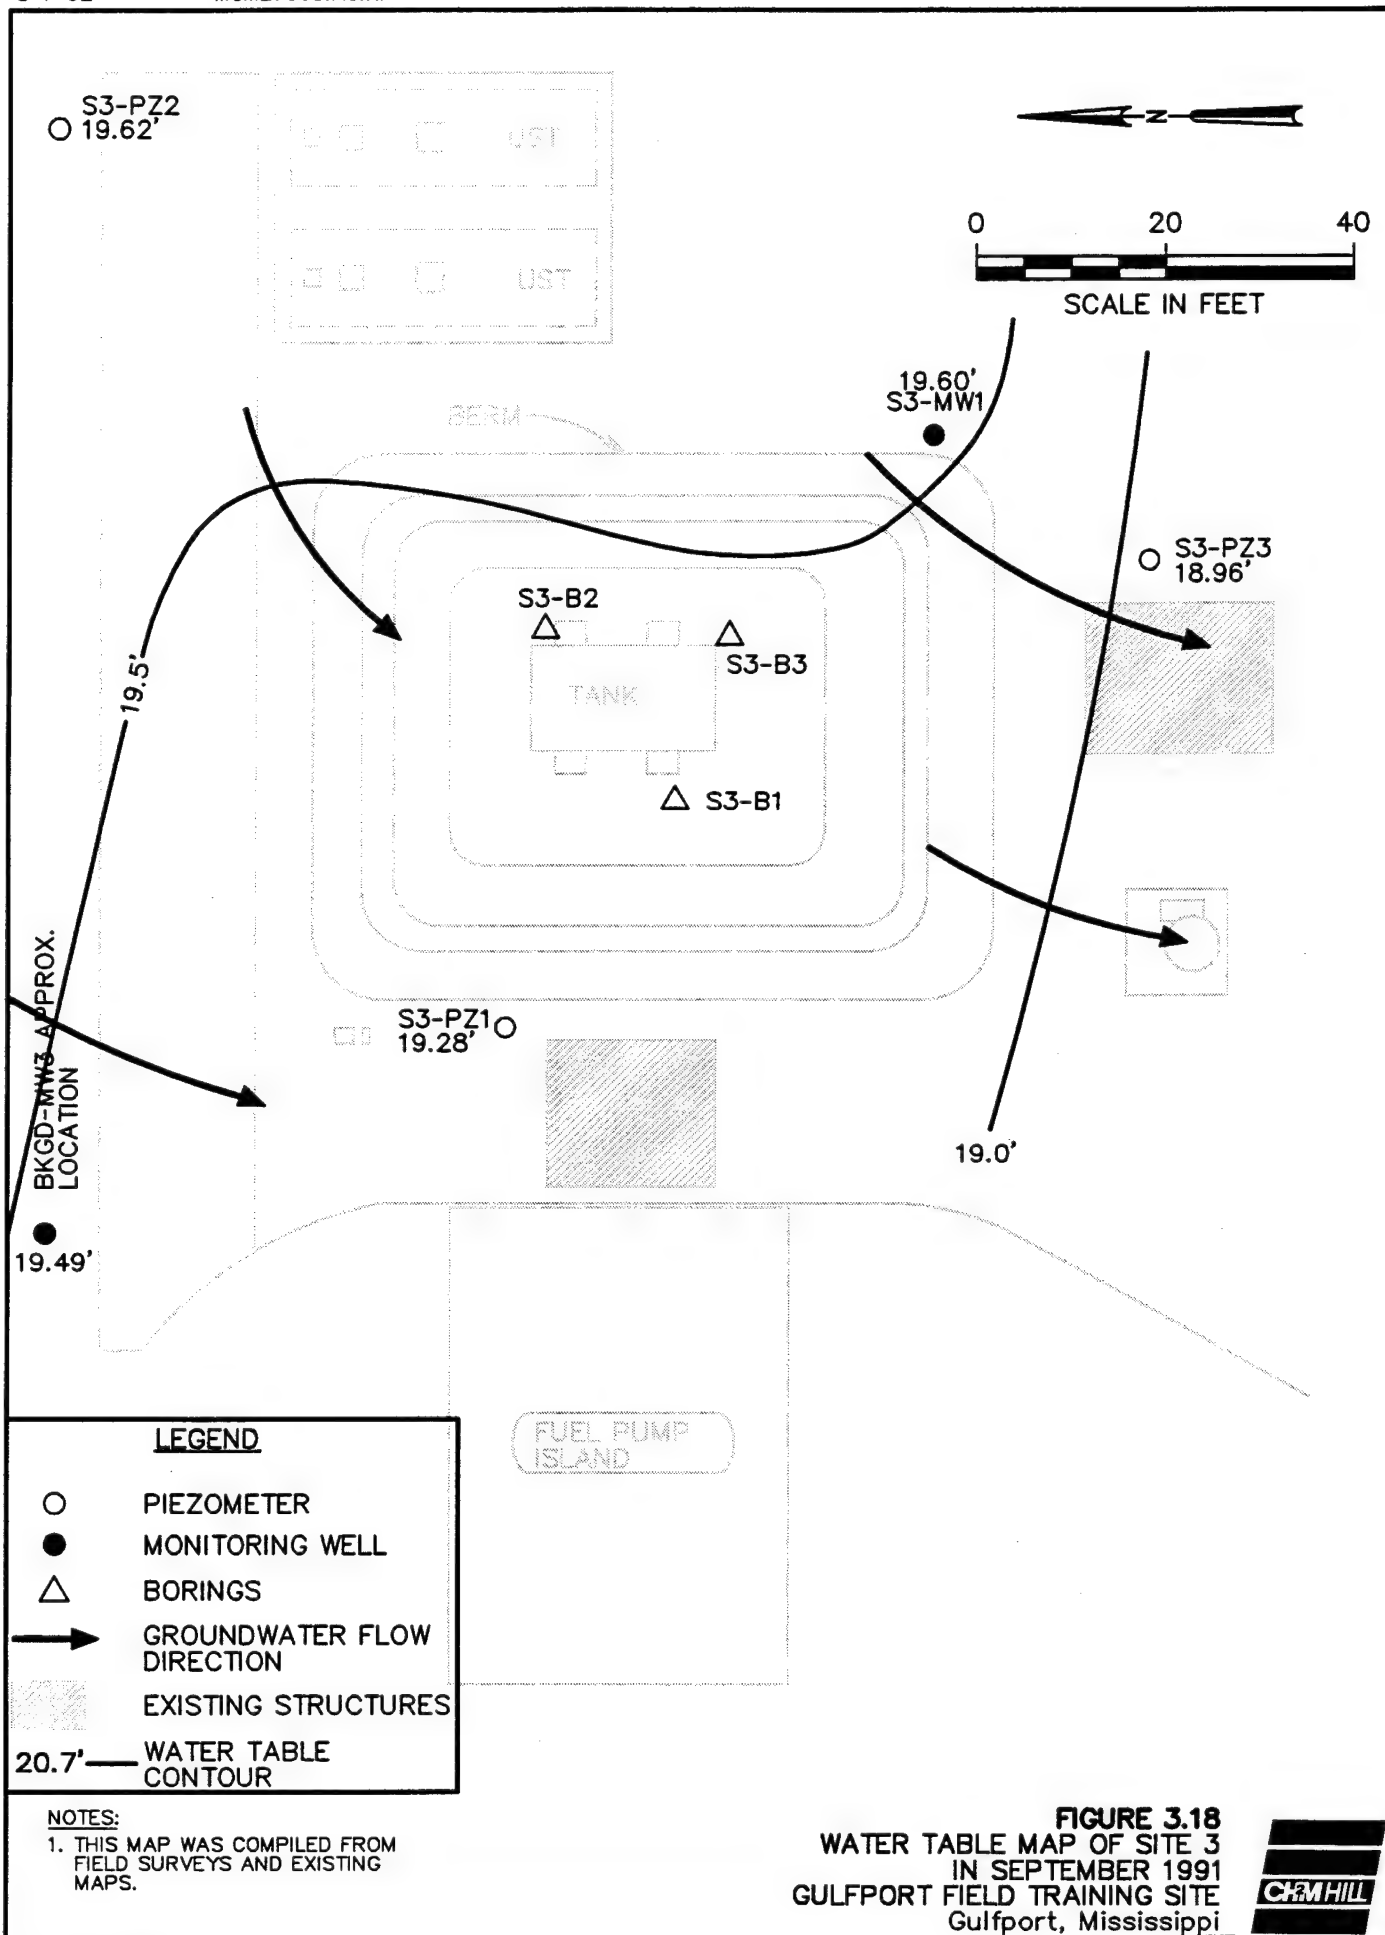 S3-PZ2
19.62'
UST
N
0 20 40
UST
SCALE IN FEET
19.60'
S3-MW1
BERM
S3-PZ3
18.96'
S3-B2
S3-B3
TANK
19.5'
S3-B1
BKGD-MW3 APPROX.
LOCATION
S3-PZ1
19.28'
19.0'
19.49'
FUEL PUMP
ISLAND
LEGEND
PIEZOMETER
MONITORING WELL
BORINGS
GROUNDWATER FLOW
DIRECTION
EXISTING STRUCTURES
20.7' WATER TABLE
CONTOUR
NOTES:
1. THIS MAP WAS COMPILED FROM
FIELD SURVEYS AND EXISTING
MAPS.
FIGURE 3.18
WATER TABLE MAP OF SITE 3
IN SEPTEMBER 1991
GULFPORT FIELD TRAINING SITE
Gulfport, Mississippi
CH2M HILL